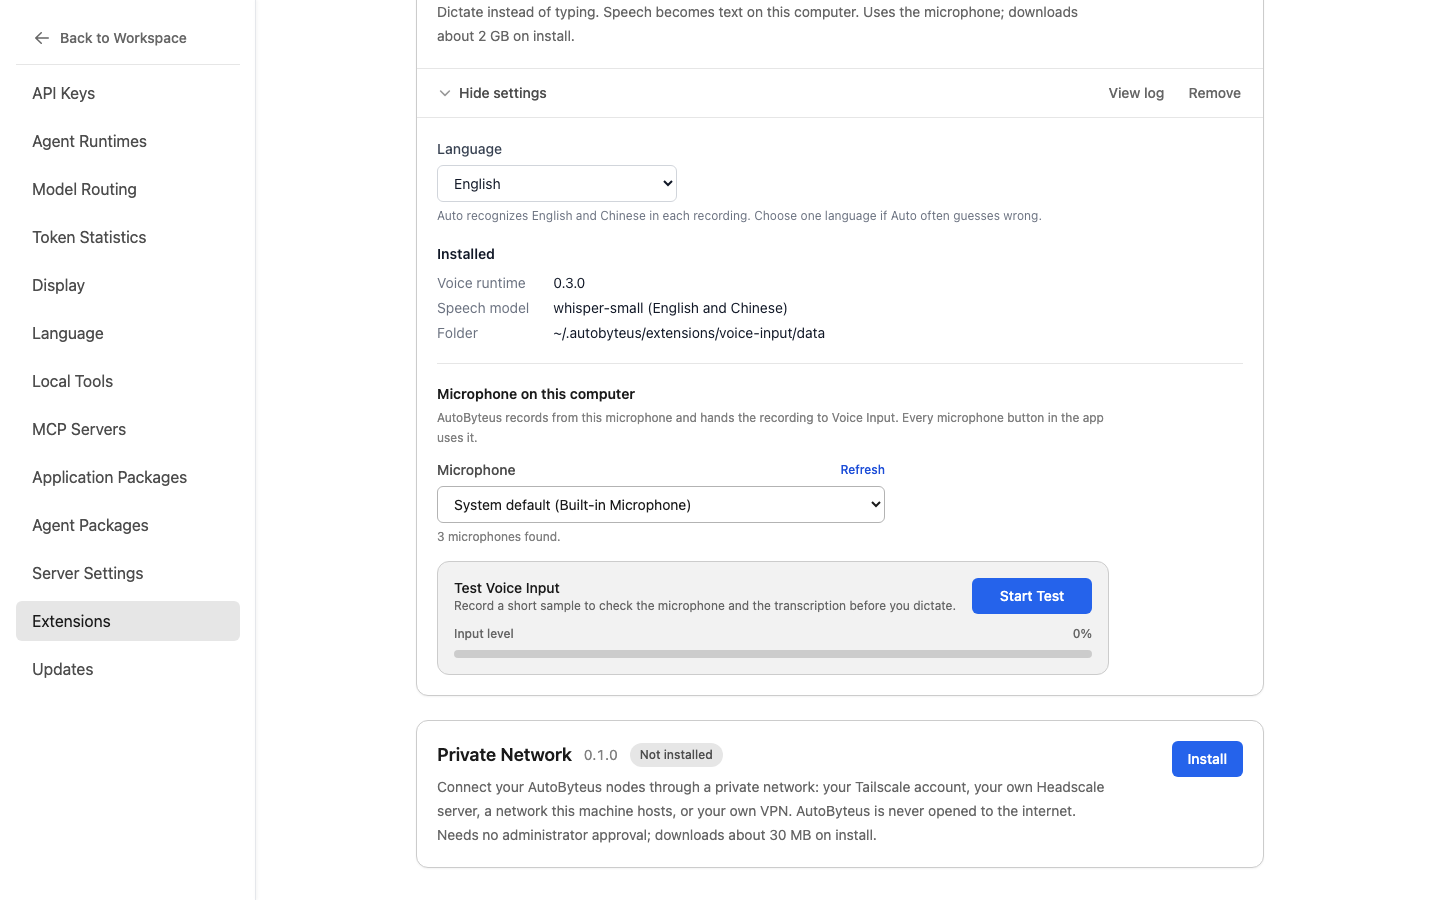 Back to Workspace
API Keys
Agent Runtimes
Model Routing
Token Statistics
Display
Language
Local Tools
MCP Servers
Application Packages
Agent Packages
Server Settings
Extensions
Updates
Dictate instead of typing. Speech becomes text on this computer. Uses the microphone; downloads
about 2 GB on install.
Hide settings
View log
Remove
Language
English
Auto recognizes English and Chinese in each recording. Choose one language if Auto often guesses wrong.
Installed
Voice runtime 0.3.0
Speech model whisper-small (English and Chinese)
Folder ~/.autobyteus/extensions/voice-input/data
Microphone on this computer
AutoByteus records from this microphone and hands the recording to Voice Input. Every microphone button in the app
uses it.
Microphone
Refresh
System default (Built-in Microphone)
3 microphones found.
Test Voice Input
Record a short sample to check the microphone and the transcription before you dictate.
Start Test
Input level
0%
Private Network 0.1.0 Not installed
Install
Connect your AutoByteus nodes through a private network: your Tailscale account, your own Headscale
server, a network this machine hosts, or your own VPN. AutoByteus is never opened to the internet.
Needs no administrator approval; downloads about 30 MB on install.